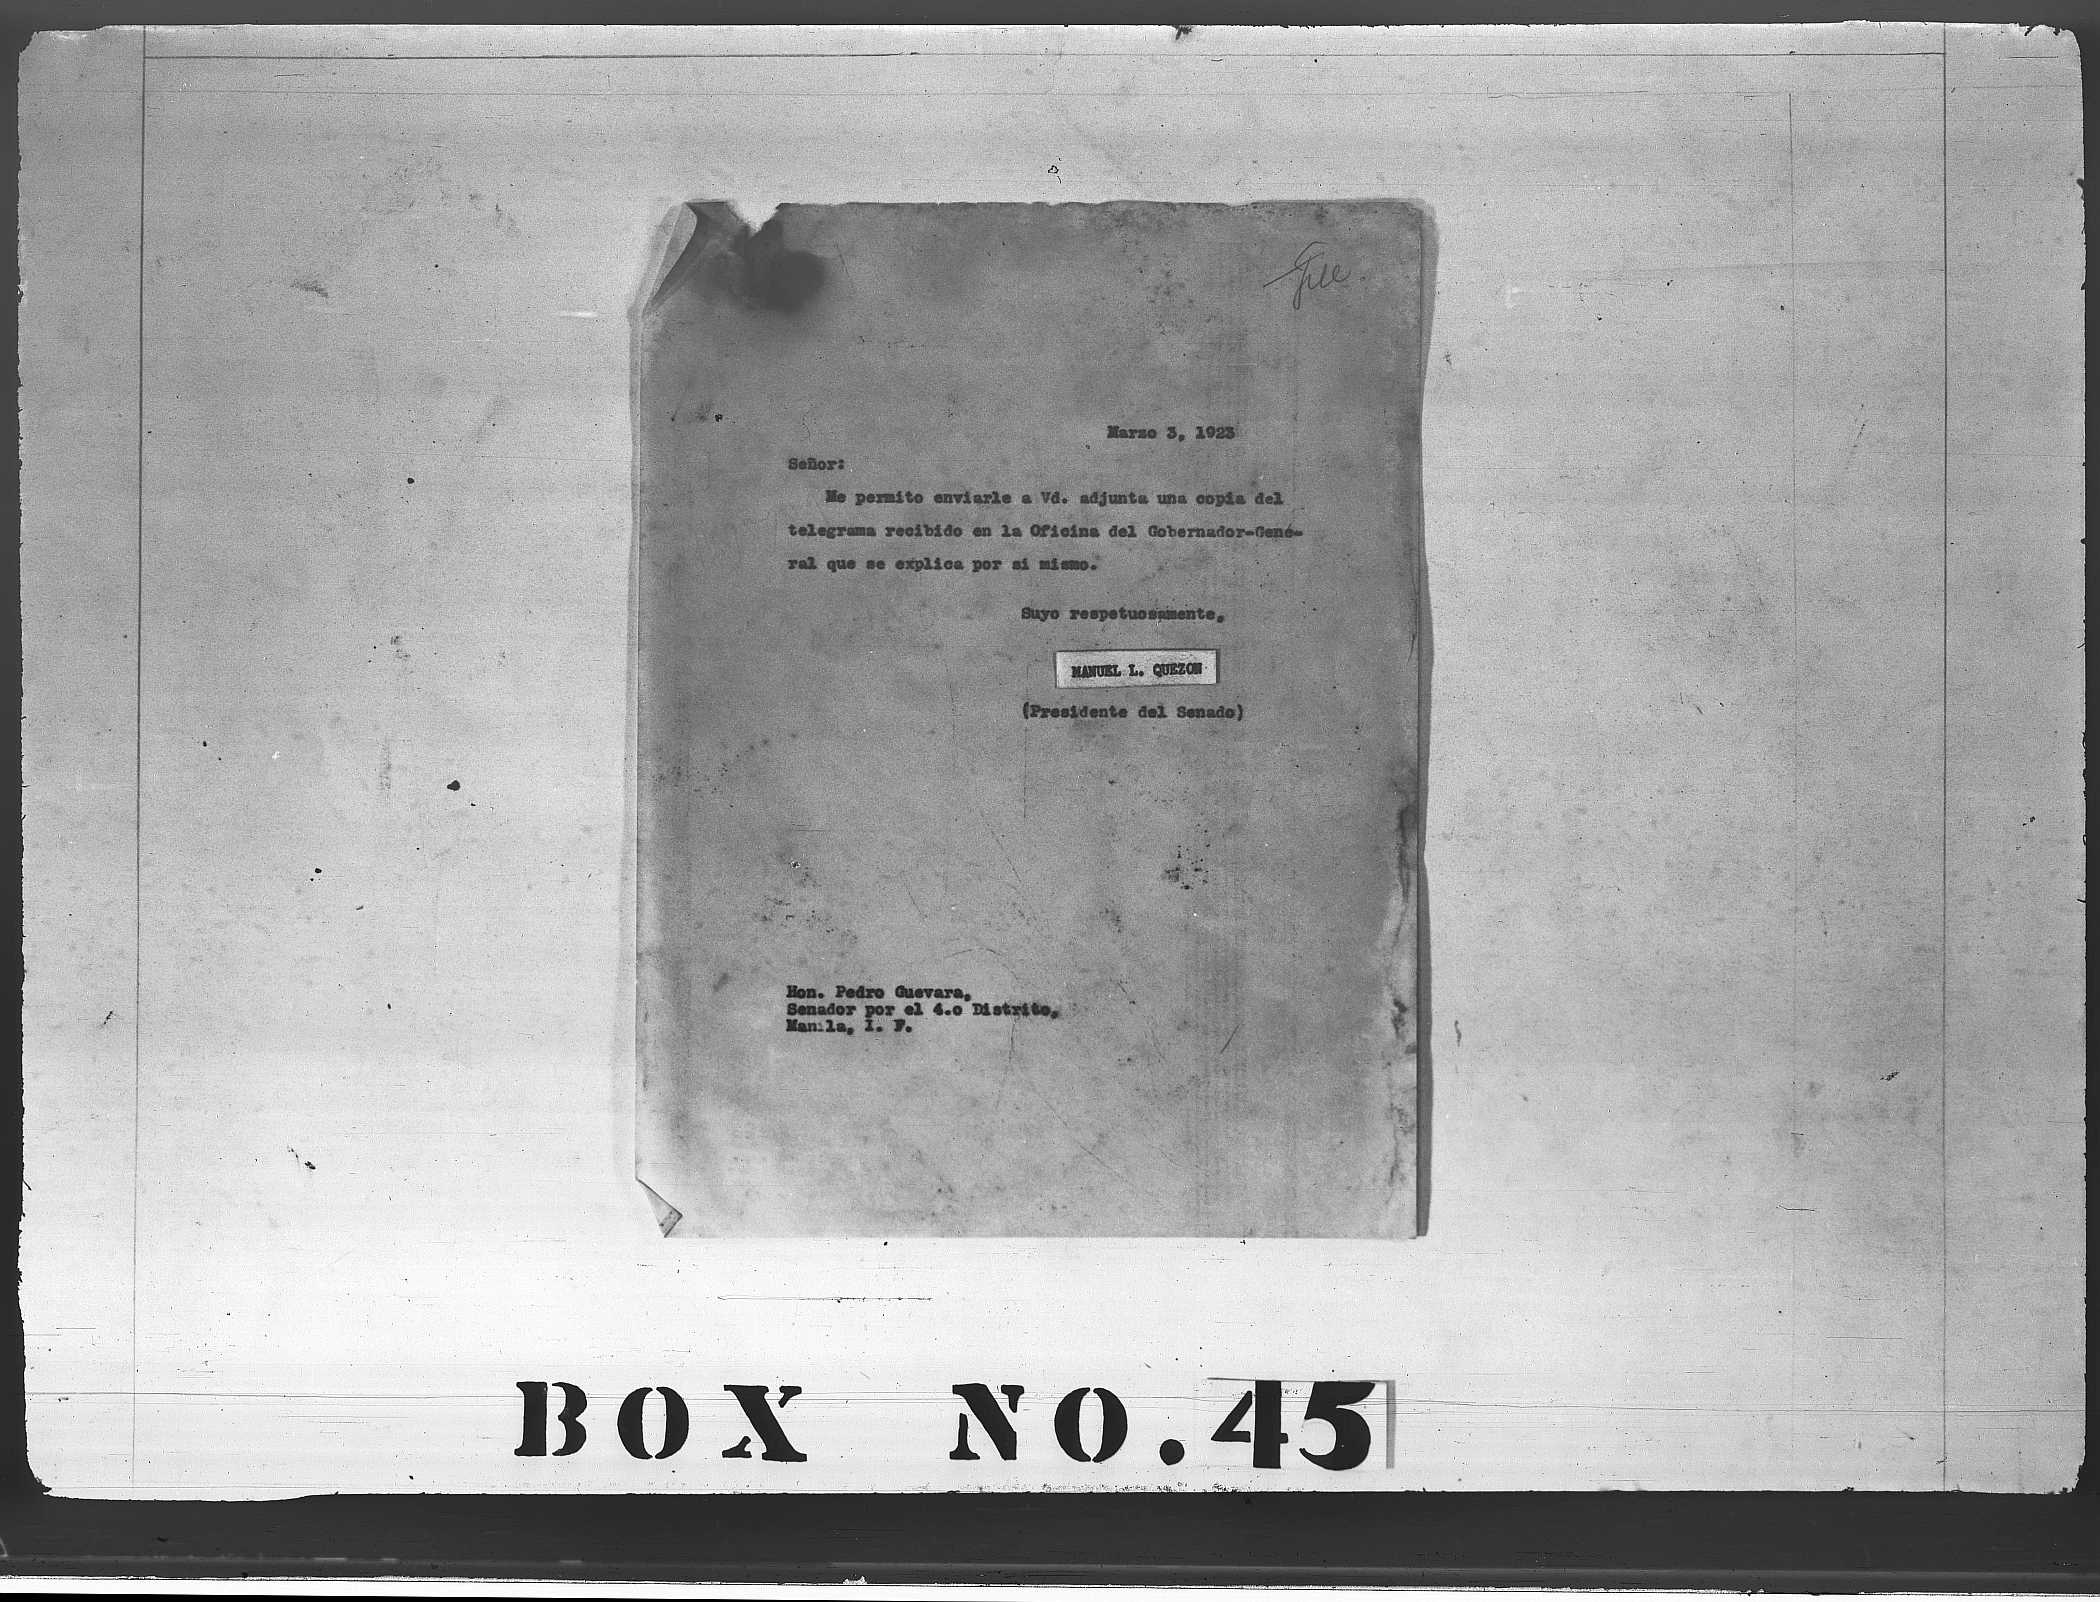 File
Marzo 3, 1923
Señor:
Me permito enviarle a Vd. adjunta una copia del
telegrama recibido en la Oficina del Gobernador-Gene-
ral que se explica por si mismo.
Suyo respetuosamente,
MANUEL L. QUEZON
(Presidente del Senado)
Hon. Pedro Guevara,
Senador por el 4.o Distrito,
Manila, I. F.
BOX NO. 45